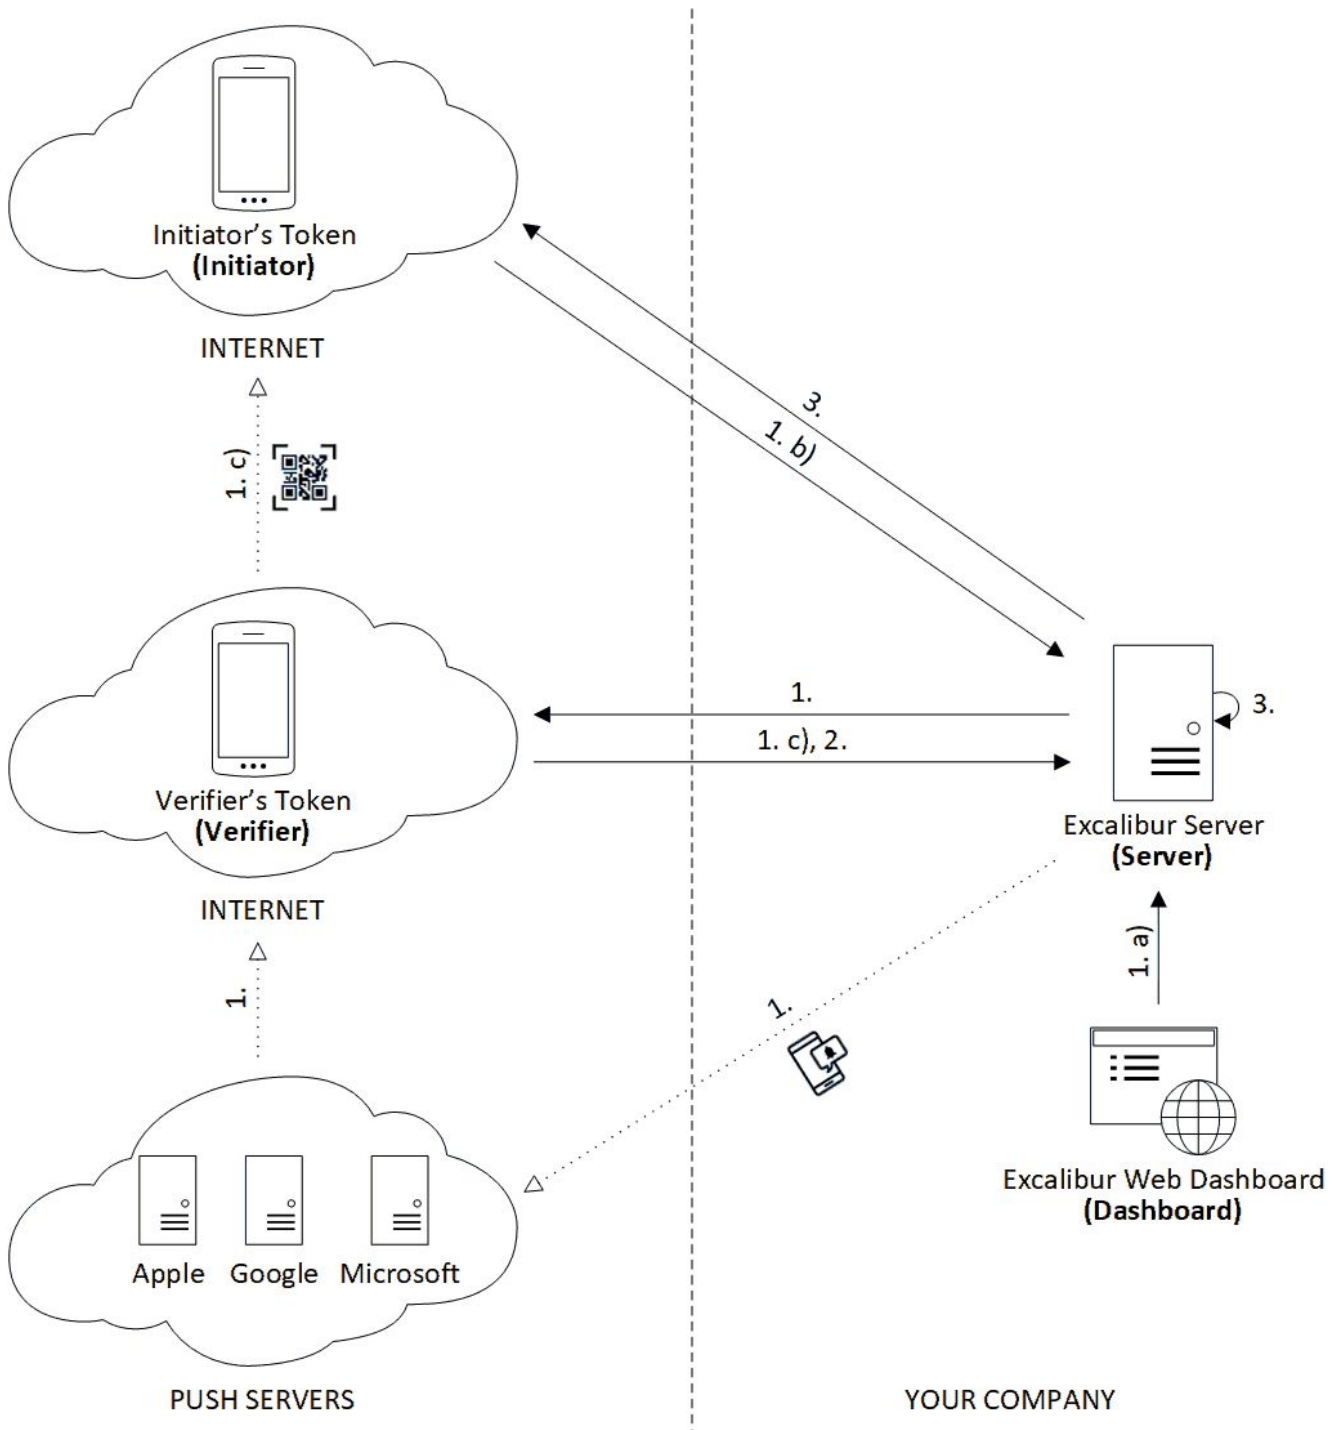 Initiator’s Token
(Initiator)
INTERNET
3.
1. b)
1. c)
1.
1. c), 2.
3.
Verifier’s Token
(Verifier)
Excalibur Server
(Server)
INTERNET
1. a)
1.
1.
Excalibur Web Dashboard
(Dashboard)
Apple
Google
Microsoft
PUSH SERVERS
YOUR COMPANY